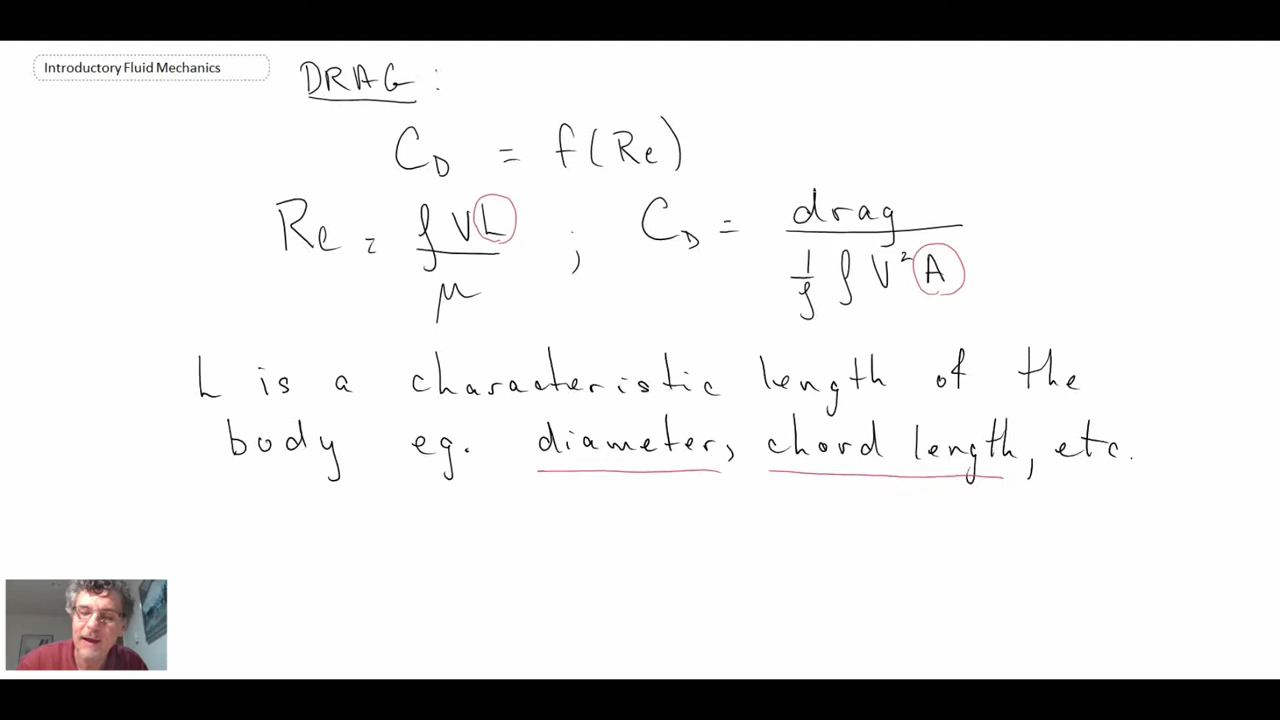 Introductory Fluid Mechanics
DRAG :
C_D = f(Re)
Re = ρVL/μ ; C_D = drag / (1/ρ ρ V² A)
L is a characteristic length of the
body eg. diameter, chord length, etc.